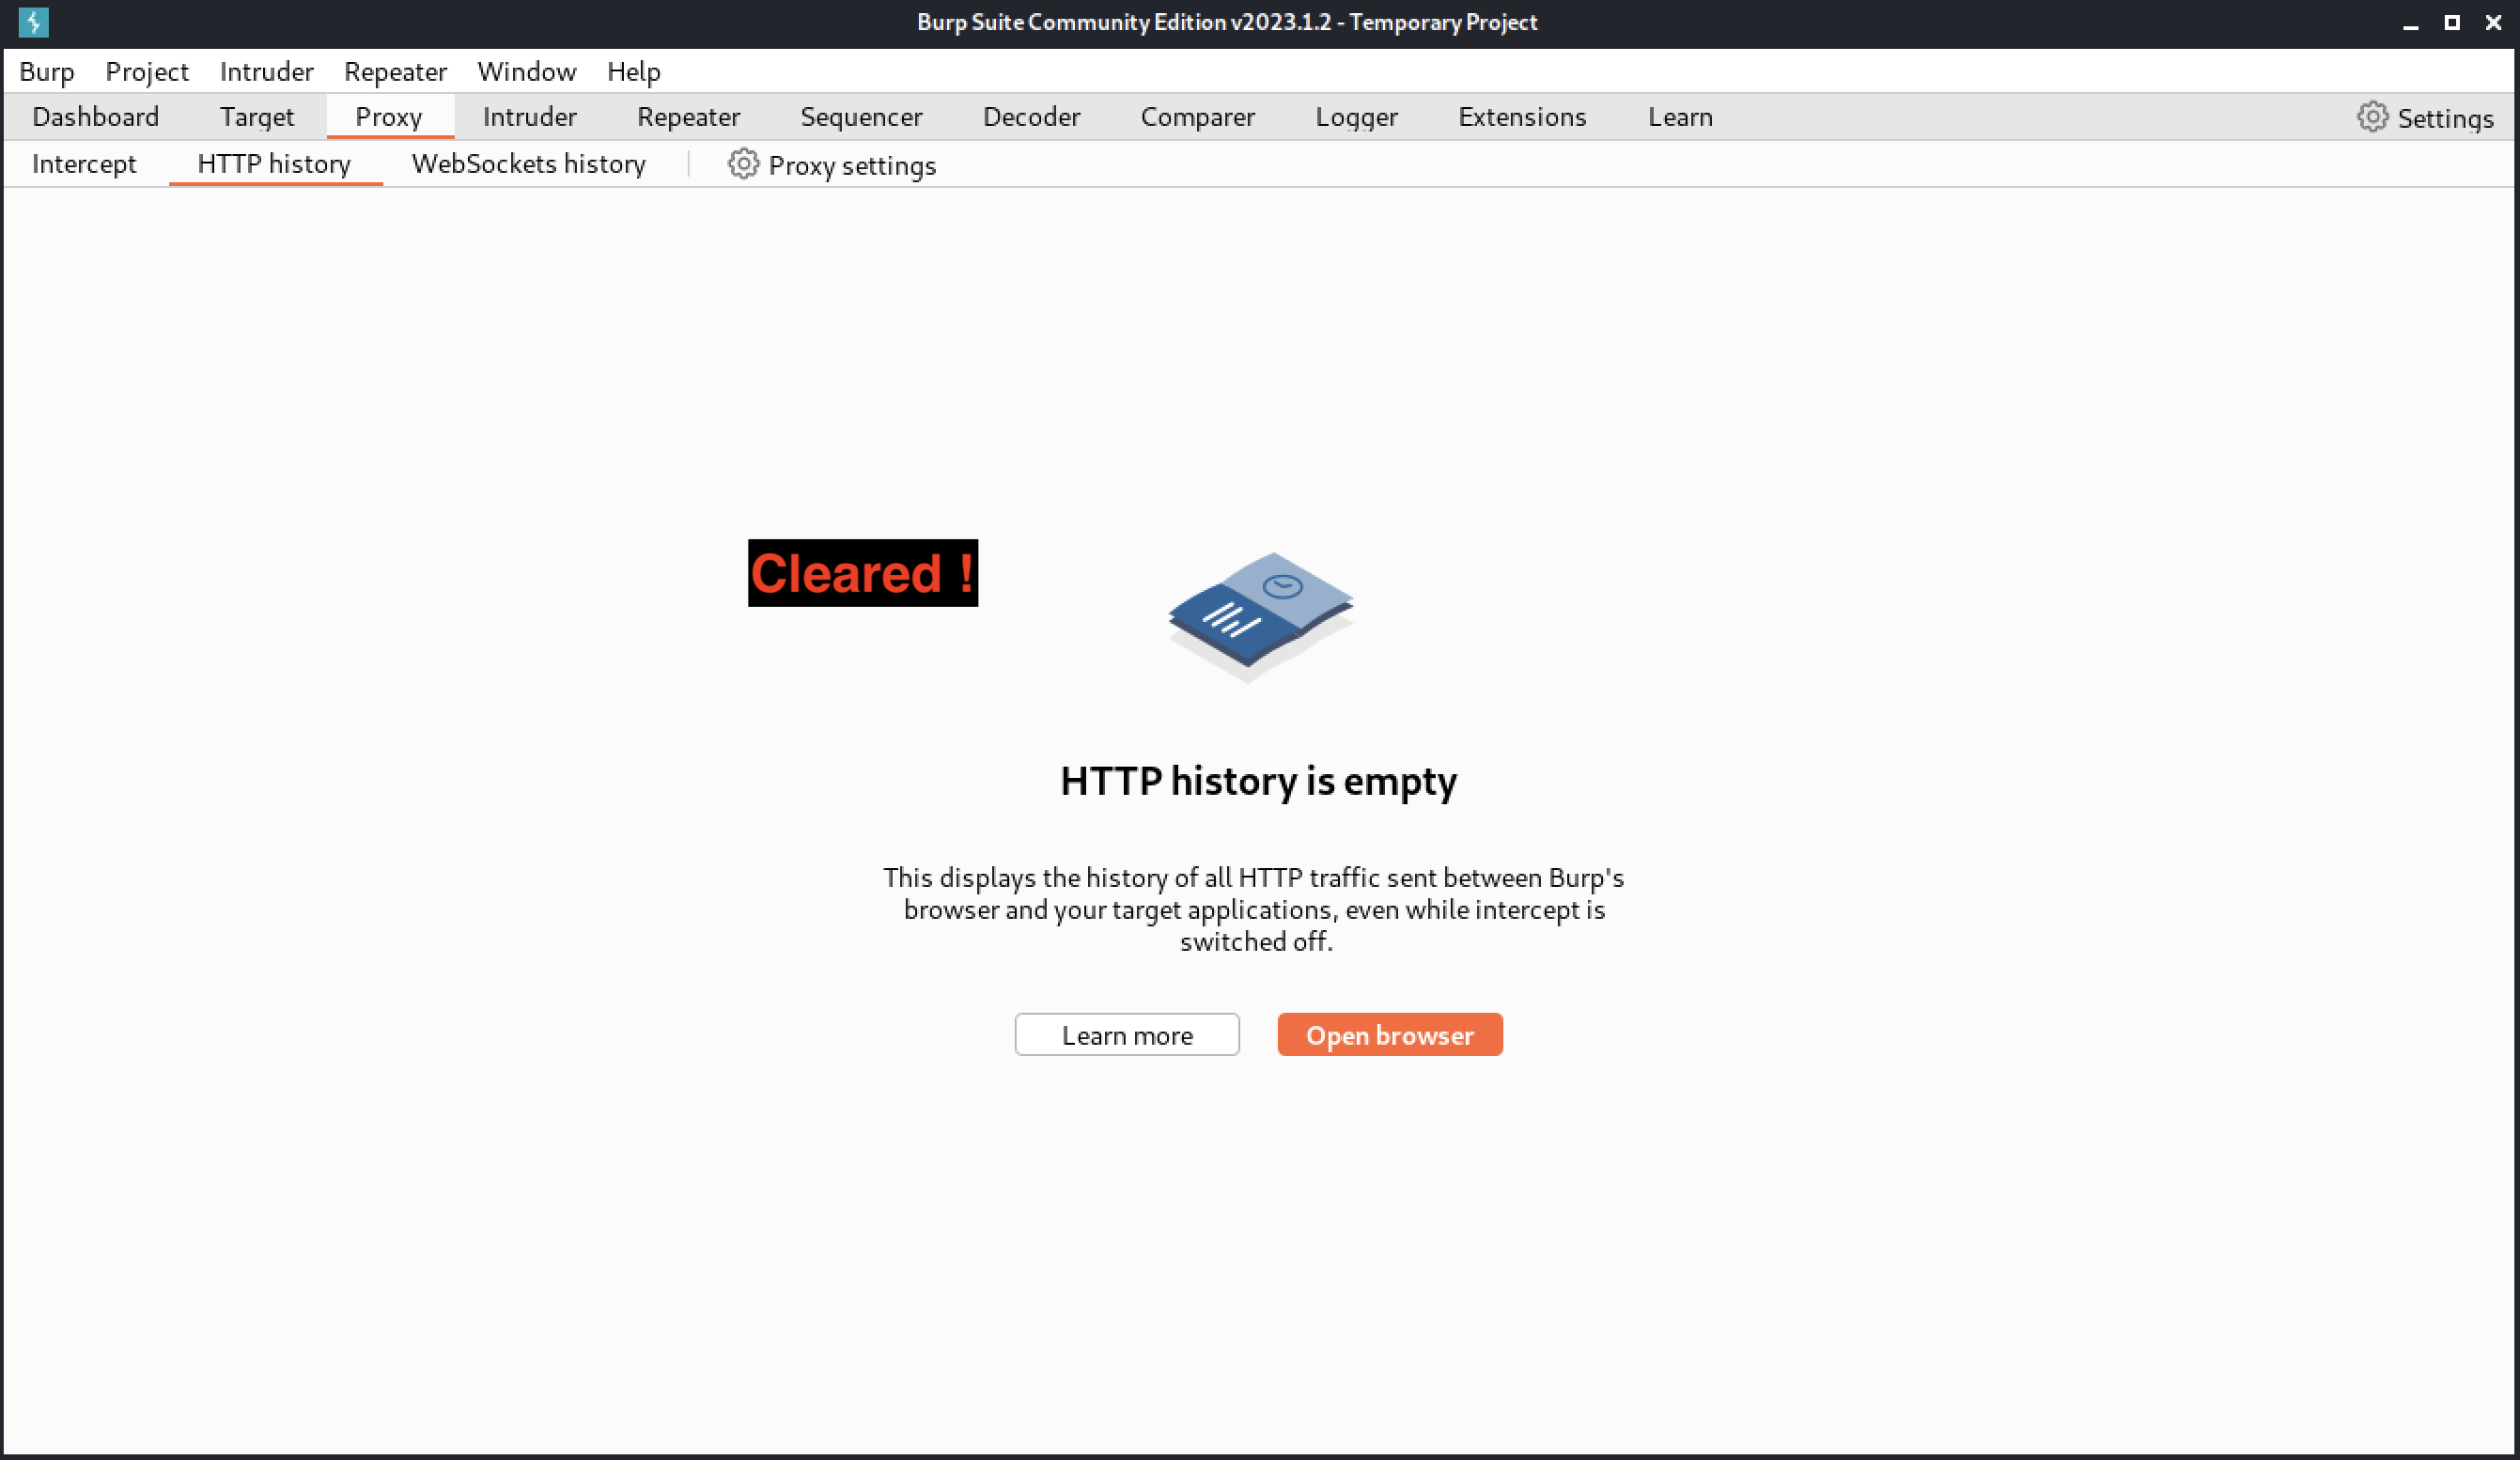 Burp Suite Community Edition v2023.1.2 - Temporary Project
Burp Project Intruder Repeater Window Help
Dashboard Target Proxy Intruder Repeater Sequencer Decoder Comparer Logger Extensions Learn Settings
Intercept HTTP history WebSockets history Proxy settings
Cleared !
HTTP history is empty
This displays the history of all HTTP traffic sent between Burp's
browser and your target applications, even while intercept is
switched off.
Learn more Open browser